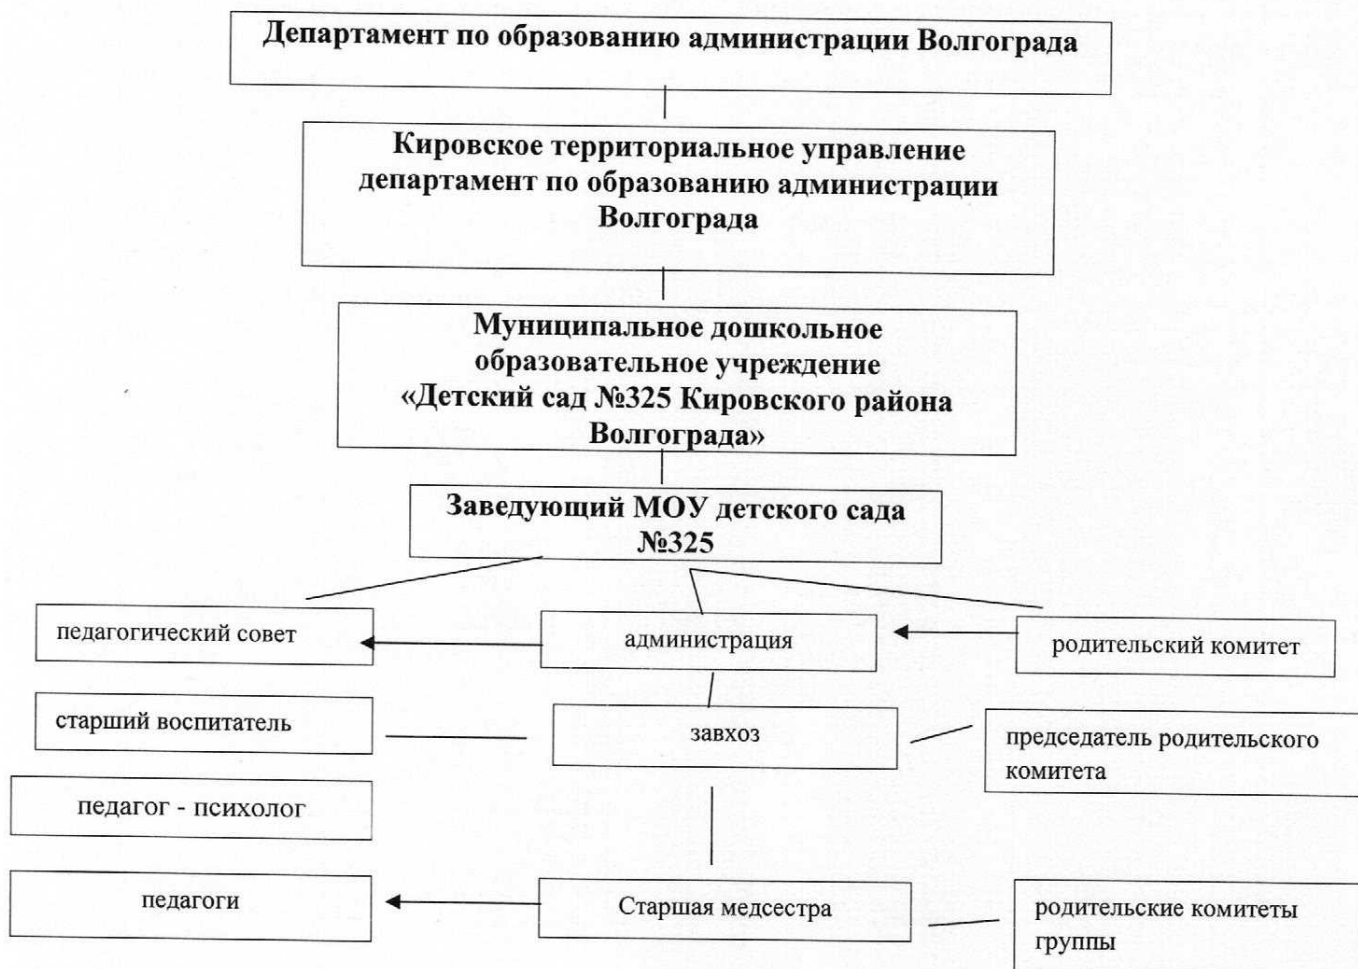 Департамент по образованию администрации Волгограда
Кировское территориальное управление
департамент по образованию администрации
Волгограда
Муниципальное дошкольное
образовательное учреждение
«Детский сад №325 Кировского района
Волгограда»
Заведующий МОУ детского сада
№325
педагогический совет
администрация
родительский комитет
старший воспитатель
завхоз
председатель родительского
комитета
педагог - психолог
педагоги
Старшая медсестра
родительские комитеты
группы